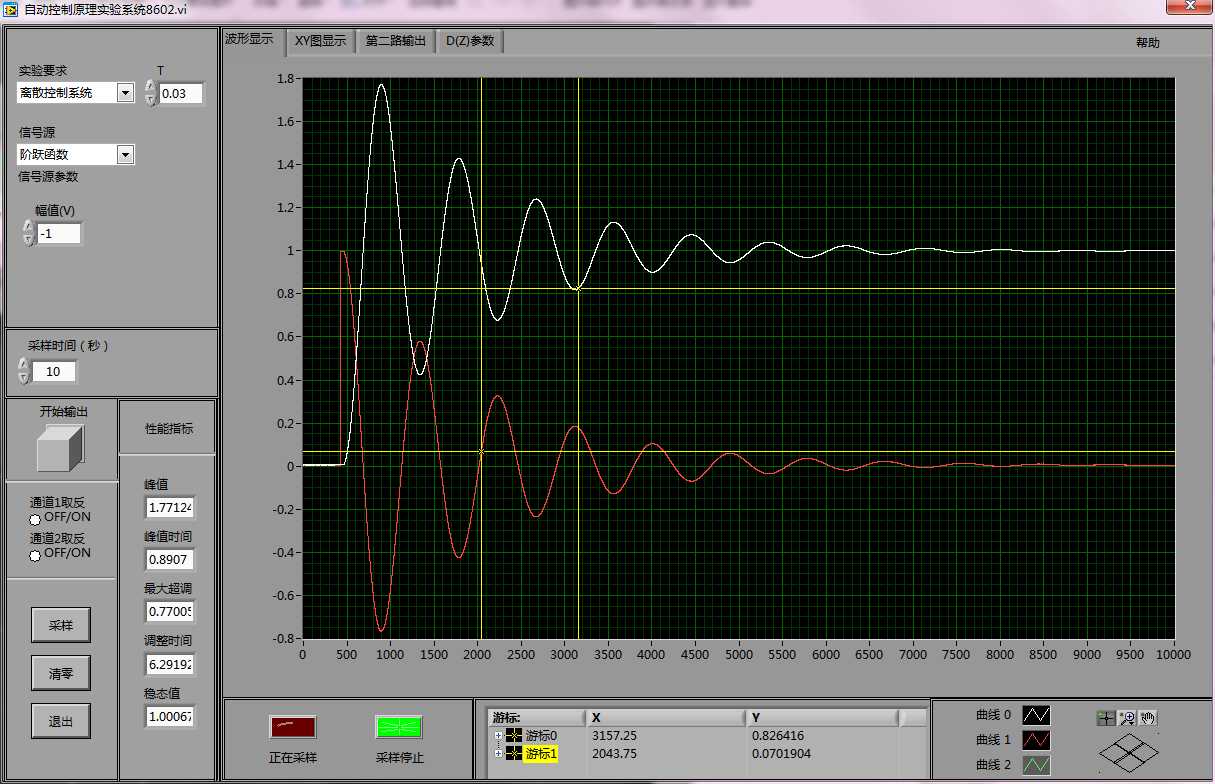 自动控制原理实验系统8602.vi
波形显示 XY图显示 第二路输出 D(Z)参数
帮助
实验要求 T
离散控制系统 0.03
信号源
阶跃函数
信号源参数
幅值(V)
-1
采样时间（秒）
10
开始输出
性能指标
通道1取反
OFF/ON
通道2取反
OFF/ON
采样
清零
退出
峰值
1.77124
峰值时间
0.8907
最大超调
0.77005
调整时间
6.29192
稳态值
1.00067
1.8
1.6
1.4
1.2
1
0.8
0.6
0.4
0.2
0
-0.2
-0.4
-0.6
-0.8
0 500 1000 1500 2000 2500 3000 3500 4000 4500 5000 5500 6000 6500 7000 7500 8000 8500 9000 9500 10000
正在采样 采样停止
游标: X Y
游标0 3157.25 0.826416
游标1 2043.75 0.0701904
曲线 0
曲线 1
曲线 2